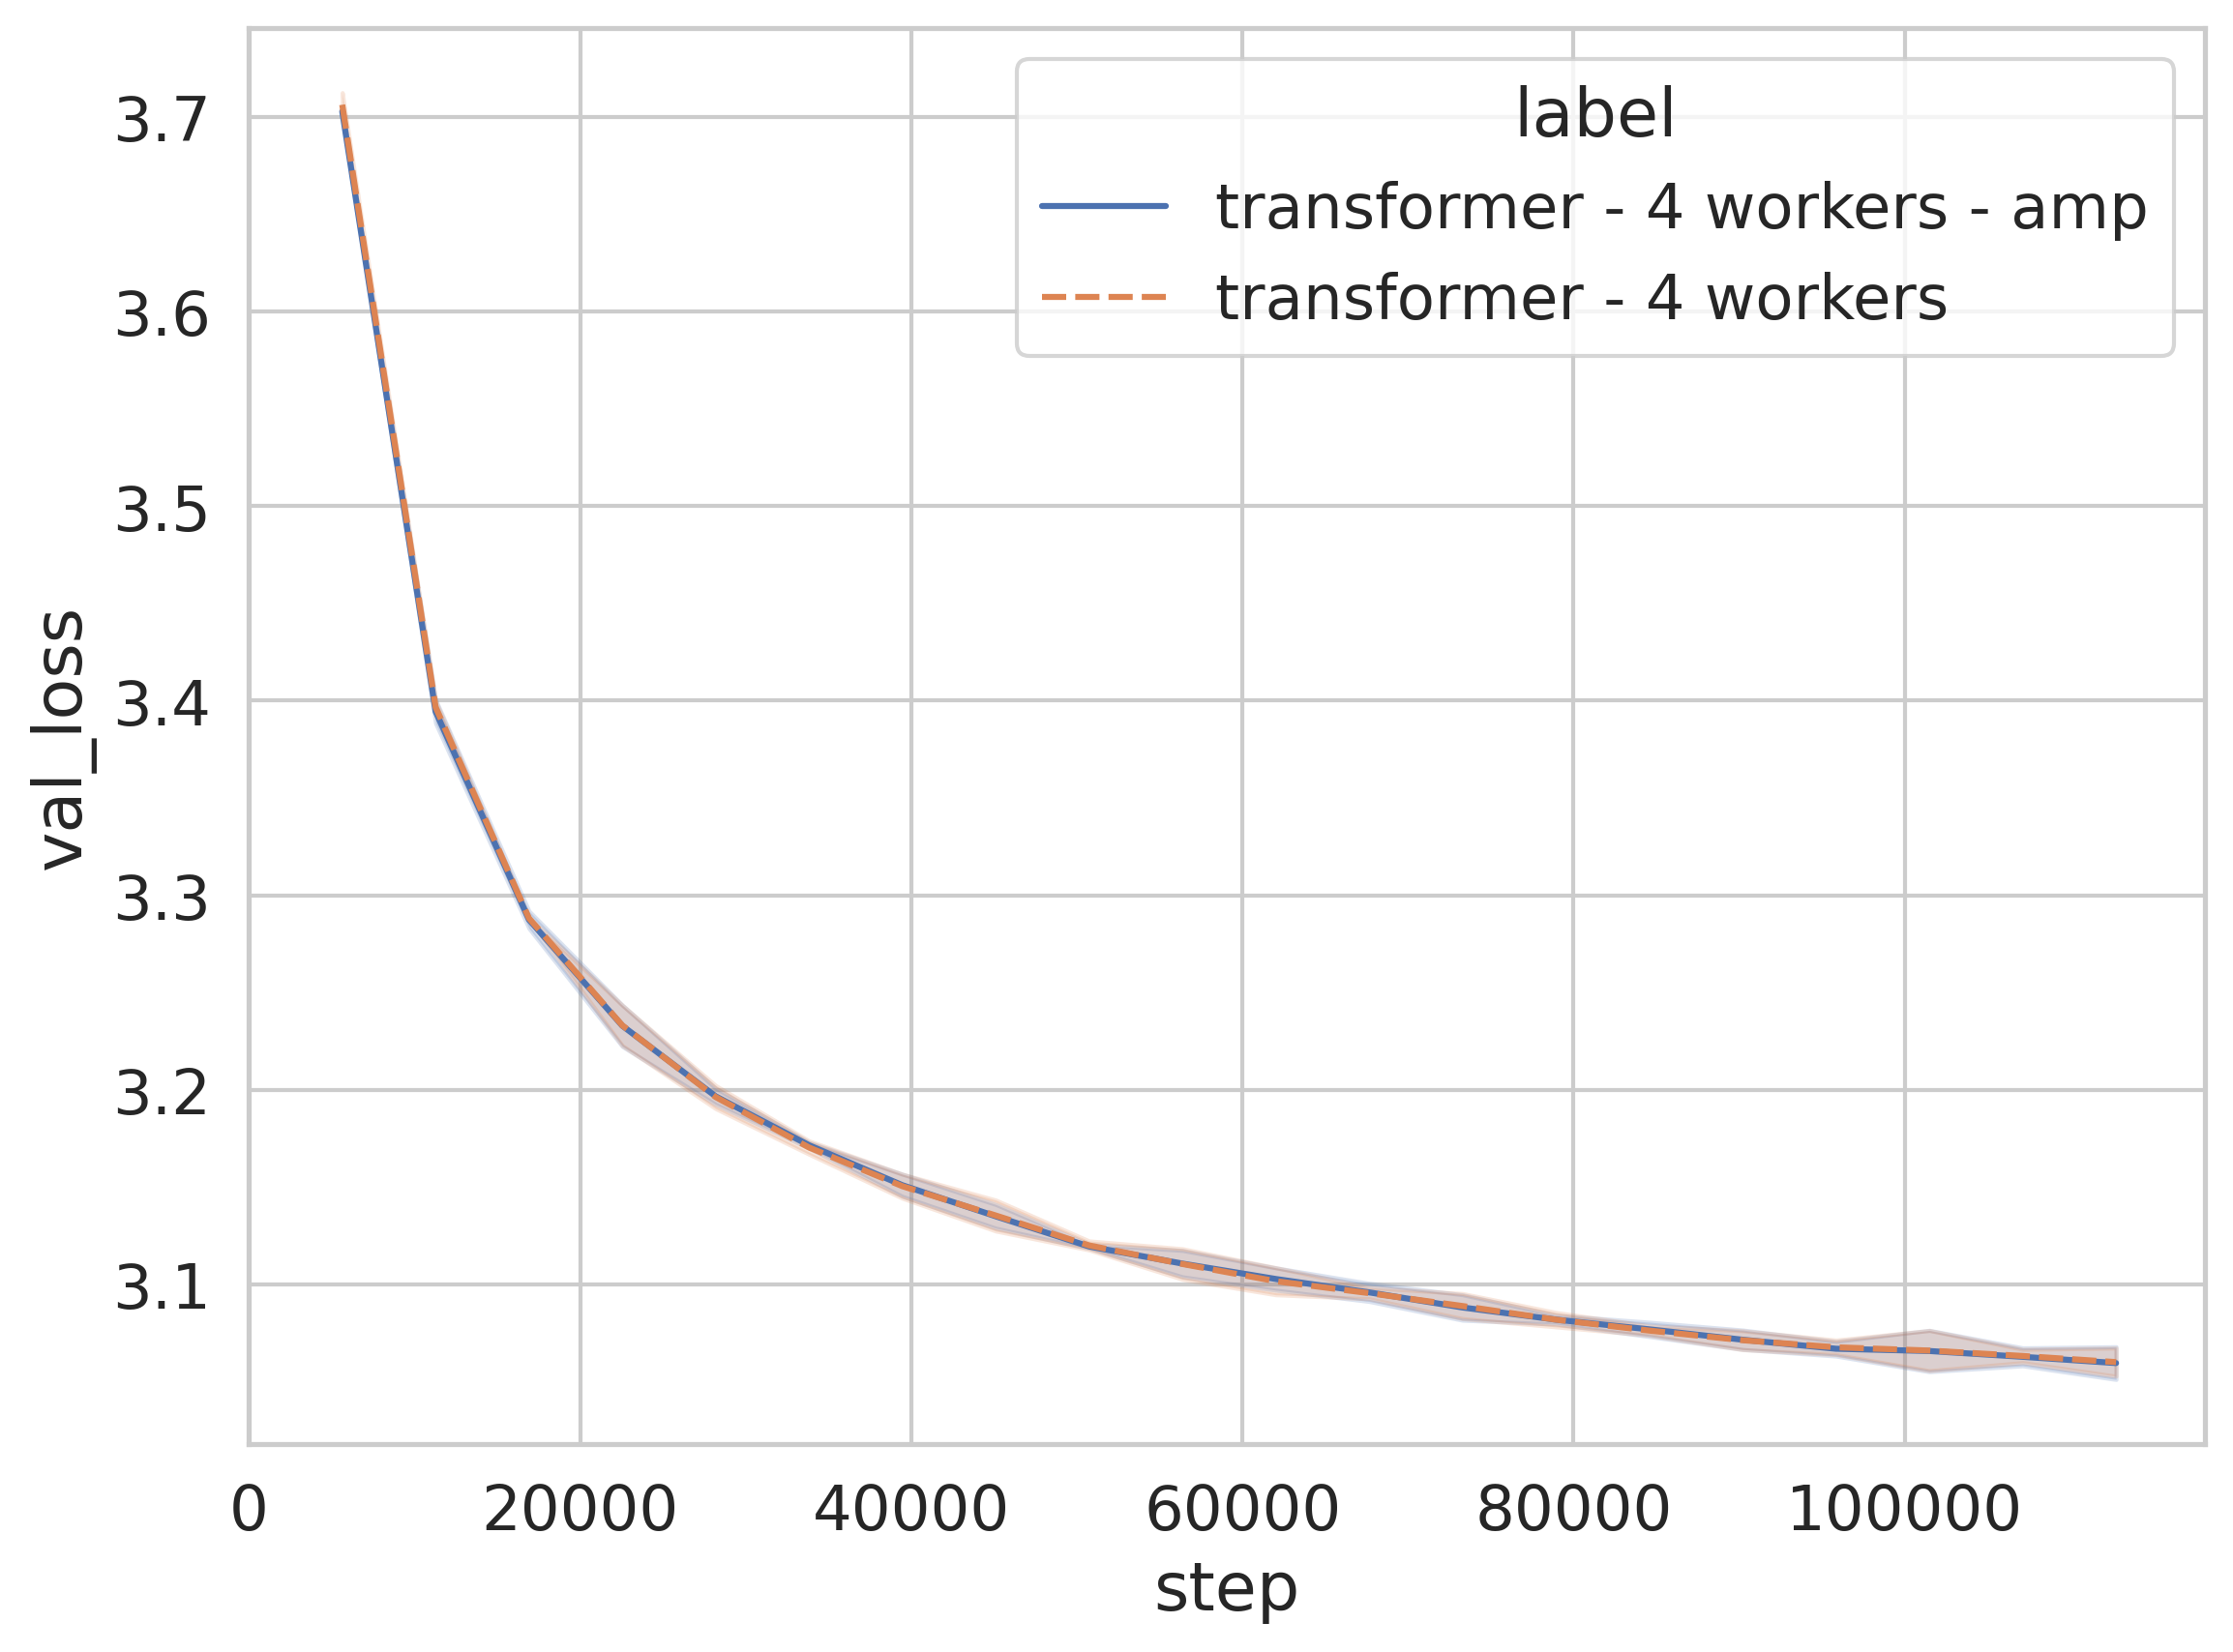 label
transformer - 4 workers - amp
transformer - 4 workers
3.7
3.6
3.5
3.4
3.3
3.2
3.1
val_loss
0 20000 40000 60000 80000 100000
step